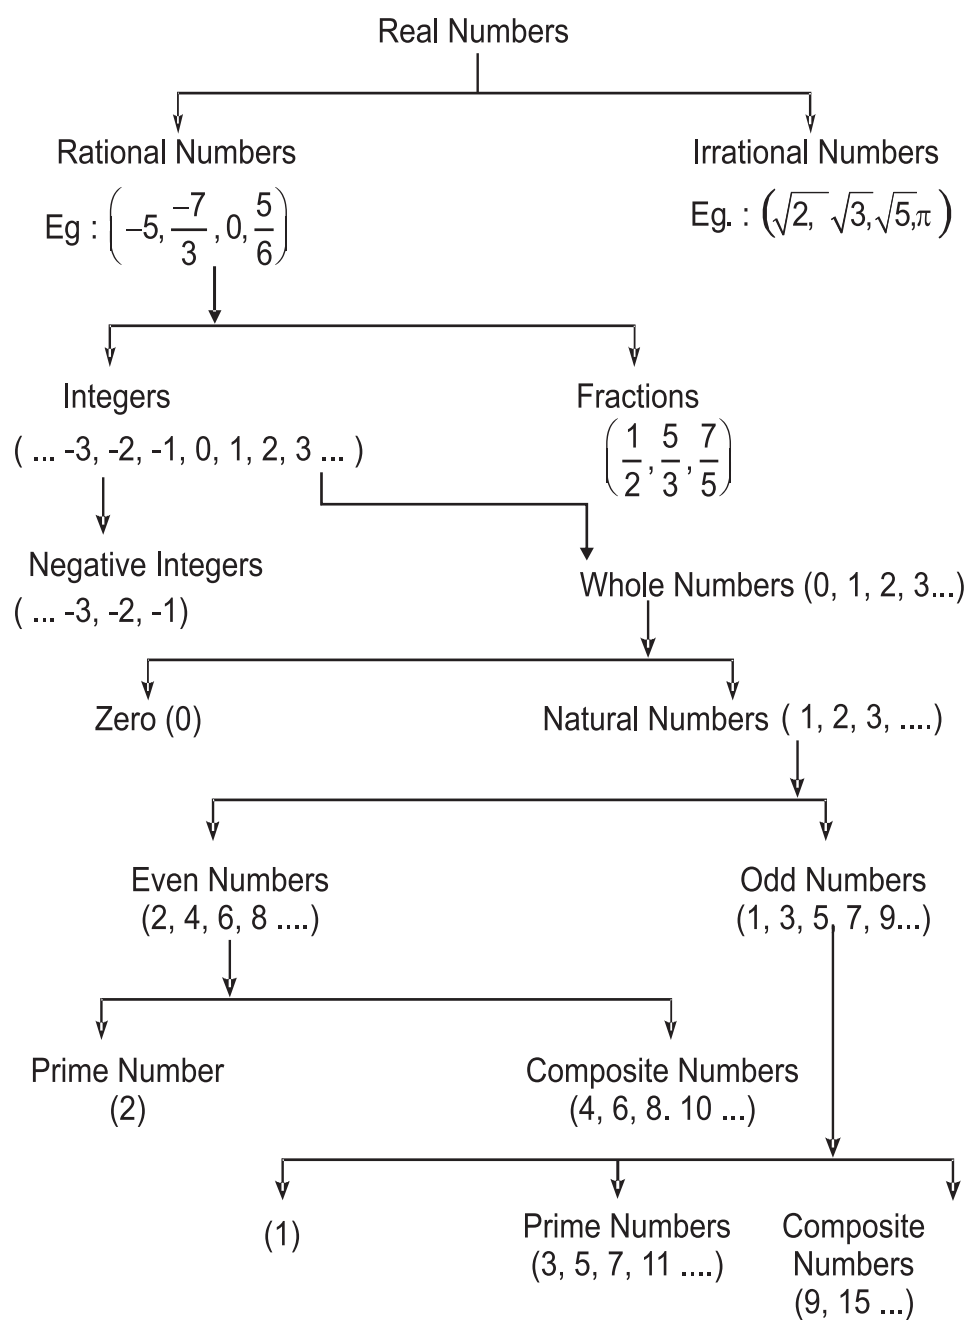 Real Numbers
Rational Numbers
Irrational Numbers
Eg : (–5, –7/3, 0, 5/6)
Eg. : (√2, √3, √5, π)
Integers
Fractions
( ... -3, -2, -1, 0, 1, 2, 3 ... )
(1/2, 5/3, 7/5)
Negative Integers
( ... -3, -2, -1)
Whole Numbers (0, 1, 2, 3...)
Zero (0)
Natural Numbers ( 1, 2, 3, ....)
Even Numbers
(2, 4, 6, 8 ....)
Odd Numbers
(1, 3, 5, 7, 9...)
Prime Number
(2)
Composite Numbers
(4, 6, 8. 10 ...)
(1)
Prime Numbers
(3, 5, 7, 11 ....)
Composite
Numbers
(9, 15 ...)